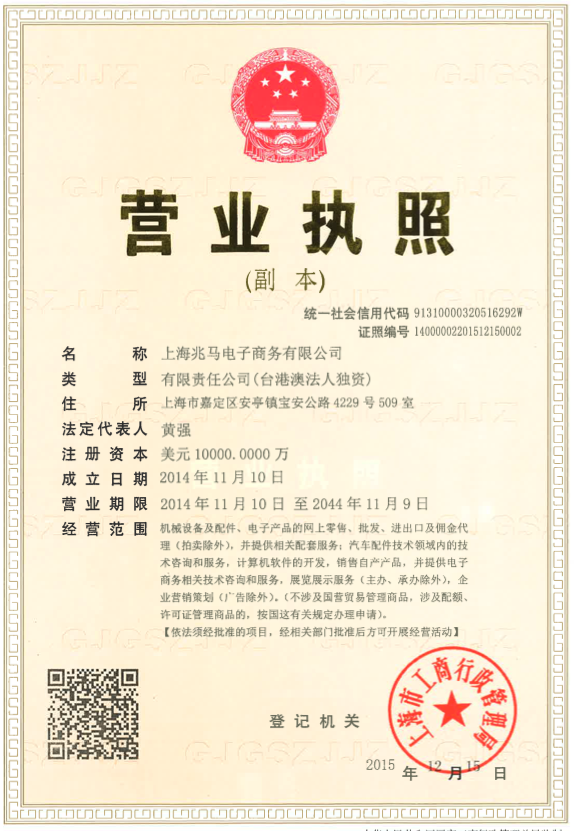 营业执照
(副 本)
统一社会信用代码 91310000320516292W
证照编号 14000002201512150002
名称 上海兆马电子商务有限公司
类型 有限责任公司(台港澳法人独资)
住所 上海市嘉定区安亭镇宝安公路 4229 号 509 室
法定代表人 黄强
注册资本 美元 10000.0000 万
成立日期 2014 年 11 月 10 日
营业期限 2014 年 11 月 10 日 至 2044 年 11 月 9 日
经营范围 机械设备及配件、电子产品的网上零售、批发、进出口及佣金代
理(拍卖除外),并提供相关配套服务;汽车配件技术领域内的技
术咨询和服务,计算机软件的开发,销售自产产品,并提供电子
商务相关技术咨询和服务,展览展示服务(主办、承办除外),企
业营销策划(广告除外)。(不涉及国营贸易管理商品,涉及配额、
许可证管理商品的,按国这有关规定办理申请)。
【依法须经批准的项目,经相关部门批准后方可开展经营活动】
上海市工商行政管理局
登记机关
2015 年 12 月 15 日